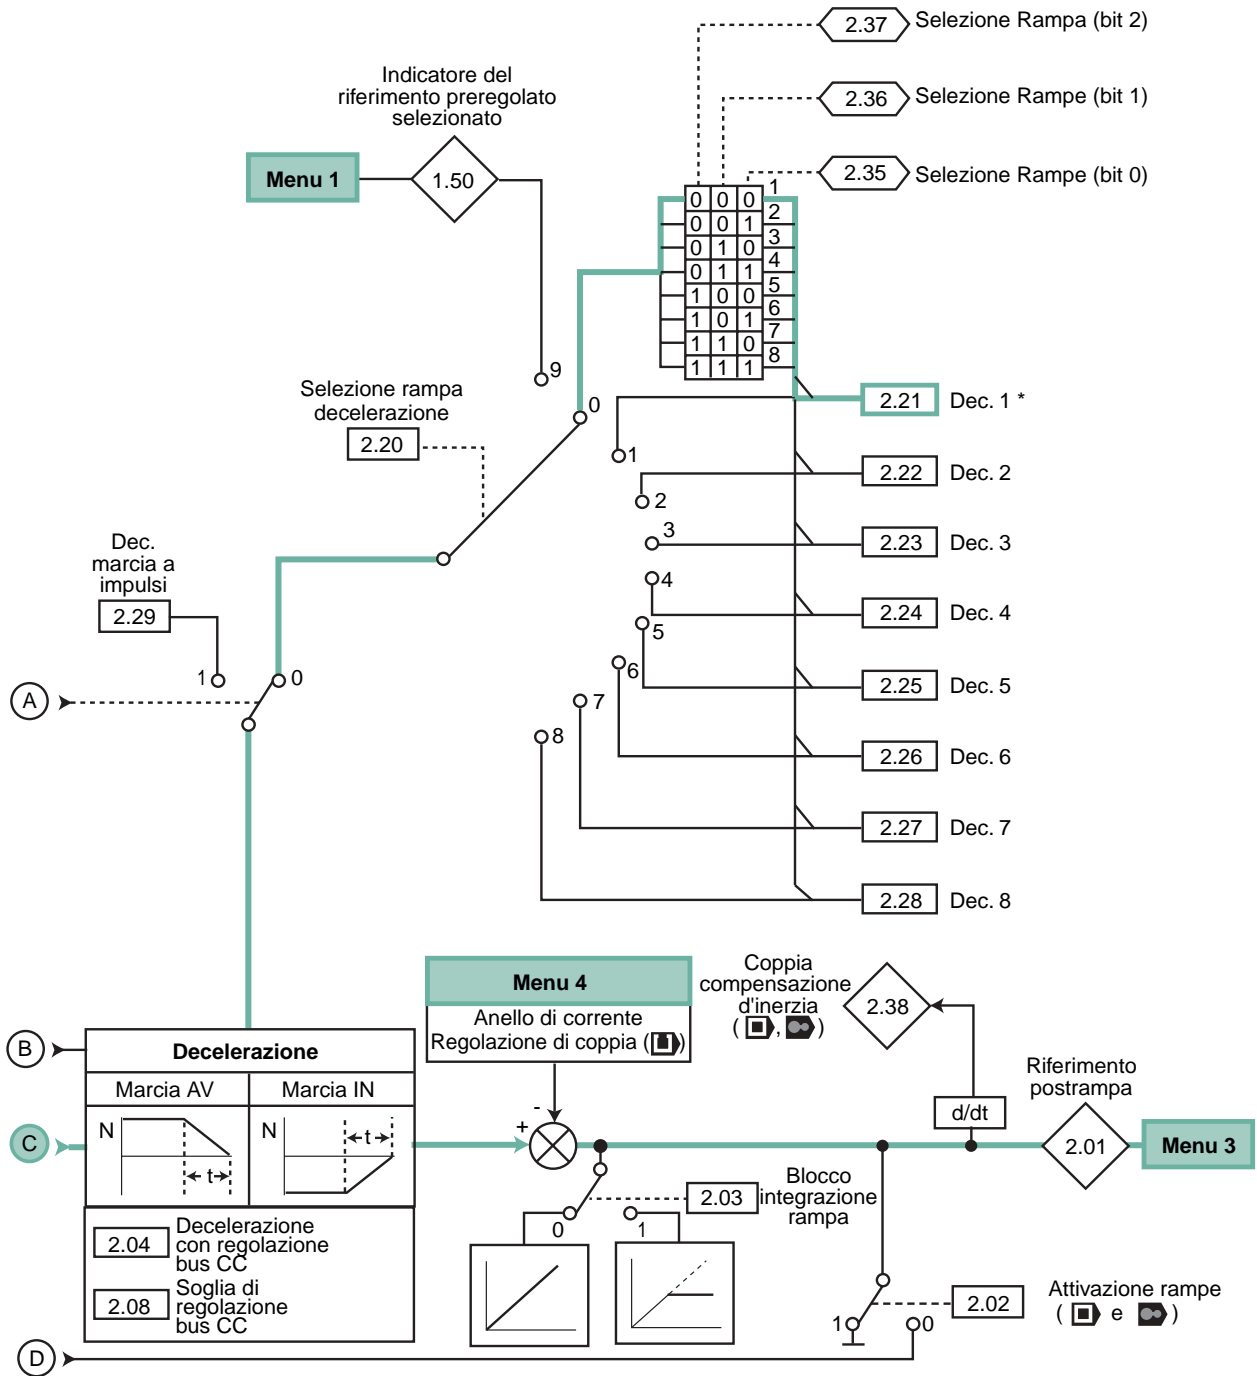 2.37 Selezione Rampa (bit 2)
Indicatore del
riferimento preregolato
selezionato
2.36 Selezione Rampe (bit 1)
Menu 1
1.50
2.35 Selezione Rampe (bit 0)
0 0 0 1
0 0 1 2
0 1 0 3
0 1 1 4
1 0 0 5
1 0 1 6
1 1 0 7
1 1 1 8
9
Selezione rampa
decelerazione
2.20
0
2.21 Dec. 1 *
1
2.22 Dec. 2
2
3
2.23 Dec. 3
4
2.24 Dec. 4
5
Dec.
marcia a
impulsi
2.29
1
0
6
2.25 Dec. 5
A
7
8
2.26 Dec. 6
2.27 Dec. 7
2.28 Dec. 8
Menu 4
Anello di corrente
Regolazione di coppia ( )
Coppia
compensazione
d'inerzia
( , )
2.38
B
Decelerazione
Marcia AV
Marcia IN
N
t
N
t
C
-
+
d/dt
Riferimento
postrampa
2.01
Menu 3
2.03
Blocco
integrazione
rampa
0
1
2.04
Decelerazione
con regolazione
bus CC
2.08
Soglia di
regolazione
bus CC
2.02
Attivazione rampe
( e )
1
0
D